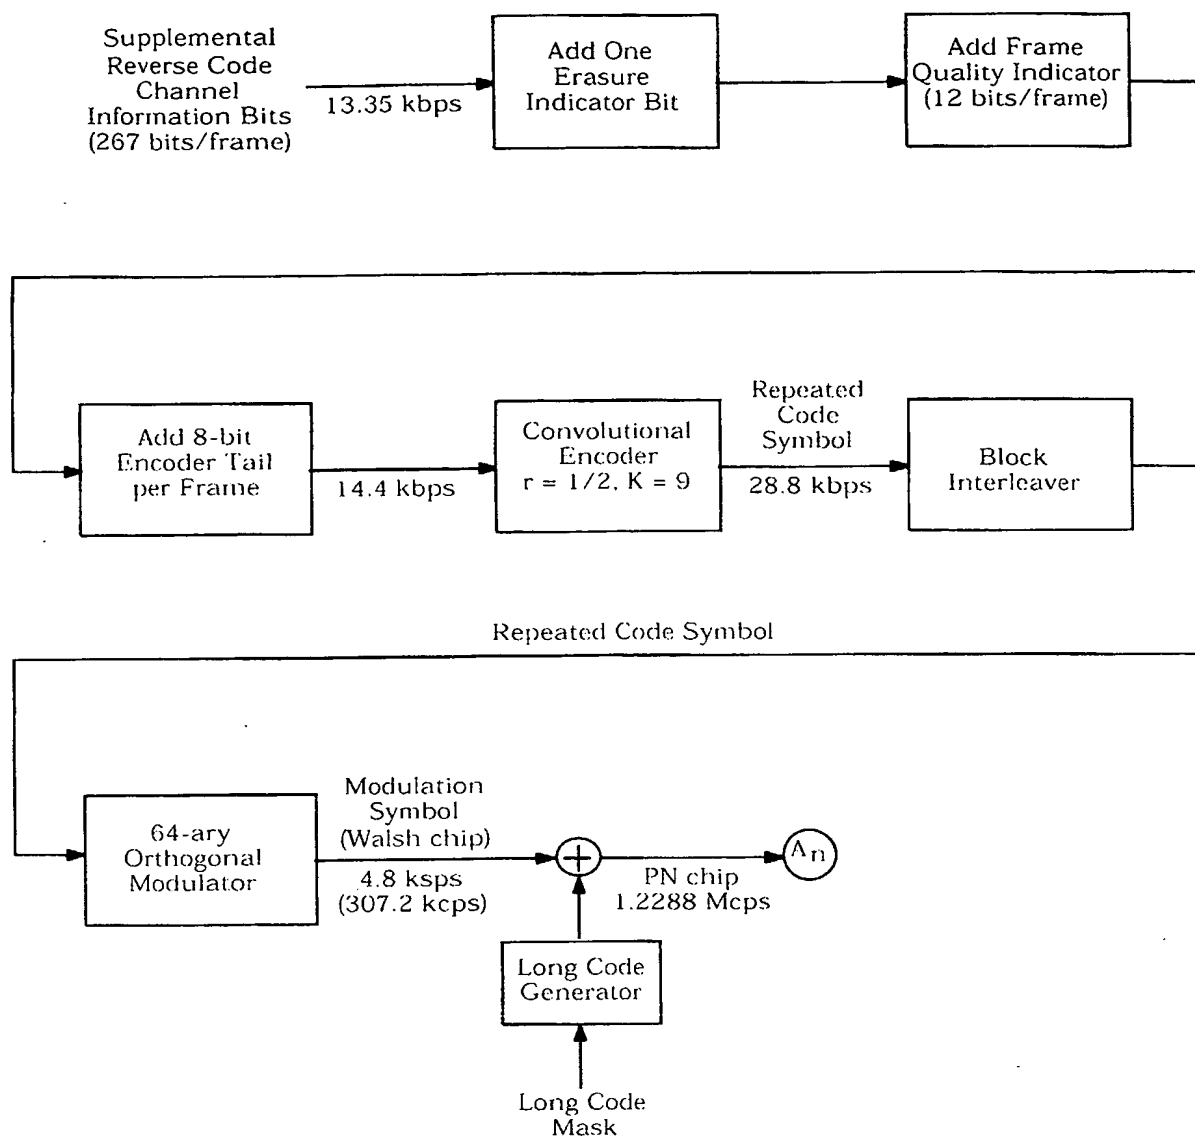 Supplemental
Reverse Code
Channel
Information Bits
(267 bits/frame)
13.35 kbps
Add One
Erasure
Indicator Bit
Add Frame
Quality Indicator
(12 bits/frame)
Add 8-bit
Encoder Tail
per Frame
14.4 kbps
Convolutional
Encoder
r = 1/2, K = 9
Repeated
Code
Symbol
28.8 kbps
Block
Interleaver
Repeated Code Symbol
64-ary
Orthogonal
Modulator
Modulation
Symbol
(Walsh chip)
4.8 ksps
(307.2 kcps)
+
PN chip
1.2288 Mcps
An
Long Code
Generator
Long Code
Mask